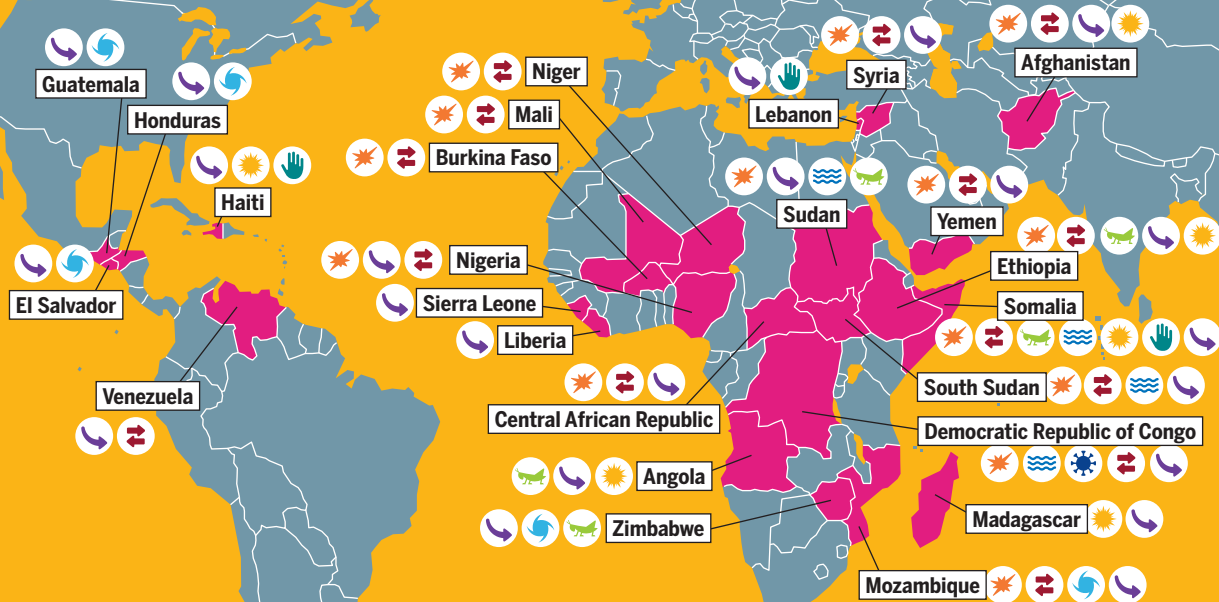 Guatemala
Honduras
Haiti
El Salvador
Venezuela
Niger
Mali
Burkina Faso
Nigeria
Sierra Leone
Liberia
Central African Republic
Angola
Zimbabwe
Syria
Lebanon
Afghanistan
Sudan
Yemen
Ethiopia
Somalia
South Sudan
Democratic Republic of Congo
Madagascar
Mozambique